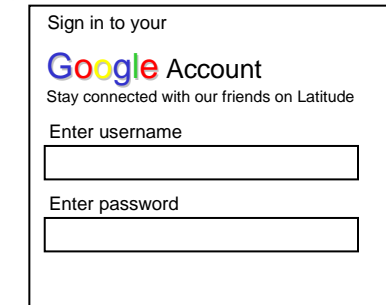 Sign in to your
Google Account
Stay connected with our friends on Latitude
Enter username
Enter password